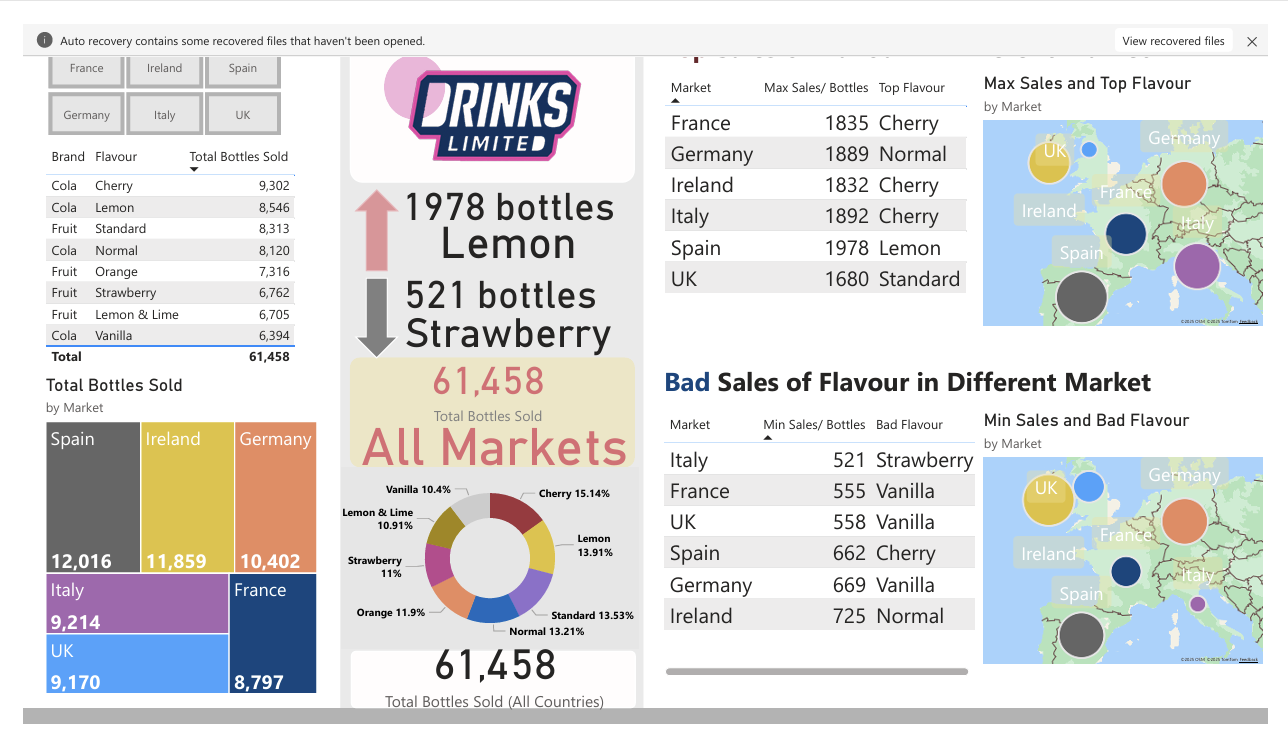 Auto recovery contains some recovered files that haven't been opened.
View recovered files
France
Ireland
Spain
Germany
Italy
UK
Brand Flavour Total Bottles Sold
Cola Cherry 9,302
Cola Lemon 8,546
Fruit Standard 8,313
Cola Normal 8,120
Fruit Orange 7,316
Fruit Strawberry 6,762
Fruit Lemon & Lime 6,705
Cola Vanilla 6,394
Total 61,458
Total Bottles Sold
by Market
Spain
12,016
Ireland
11,859
Germany
10,402
Italy
9,214
UK
9,170
France
8,797
DRINKS
LIMITED
1978 bottles
Lemon
521 bottles
Strawberry
61,458
Total Bottles Sold
All Markets
Vanilla 10.4%
Cherry 15.14%
Lemon & Lime
10.91%
Lemon
13.91%
Strawberry
11%
Orange 11.9%
Standard 13.53%
Normal 13.21%
61,458
Total Bottles Sold (All Countries)
Market Max Sales/ Bottles Top Flavour
France 1835 Cherry
Germany 1889 Normal
Ireland 1832 Cherry
Italy 1892 Cherry
Spain 1978 Lemon
UK 1680 Standard
Max Sales and Top Flavour
by Market
UK
Germany
France
Ireland
Italy
Spain
©2025 OSM, ©2025 TomTom, Feedback
Bad Sales of Flavour in Different Market
Market Min Sales/ Bottles Bad Flavour
Italy 521 Strawberry
France 555 Vanilla
UK 558 Vanilla
Spain 662 Cherry
Germany 669 Vanilla
Ireland 725 Normal
Min Sales and Bad Flavour
by Market
Germany
UK
France
Ireland
Italy
Spain
©2025 OSM, ©2025 TomTom, Feedback